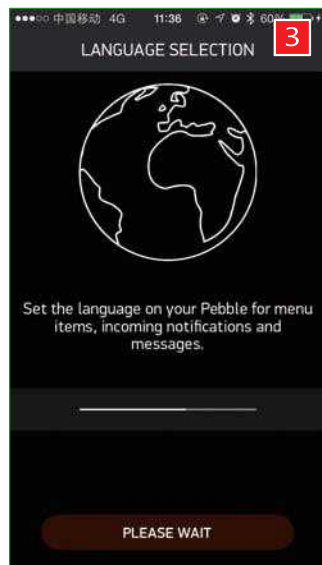 中国移动 4G 11:36 60%
3
LANGUAGE SELECTION
Set the language on your Pebble for menu
items, incoming notifications and
messages.
PLEASE WAIT